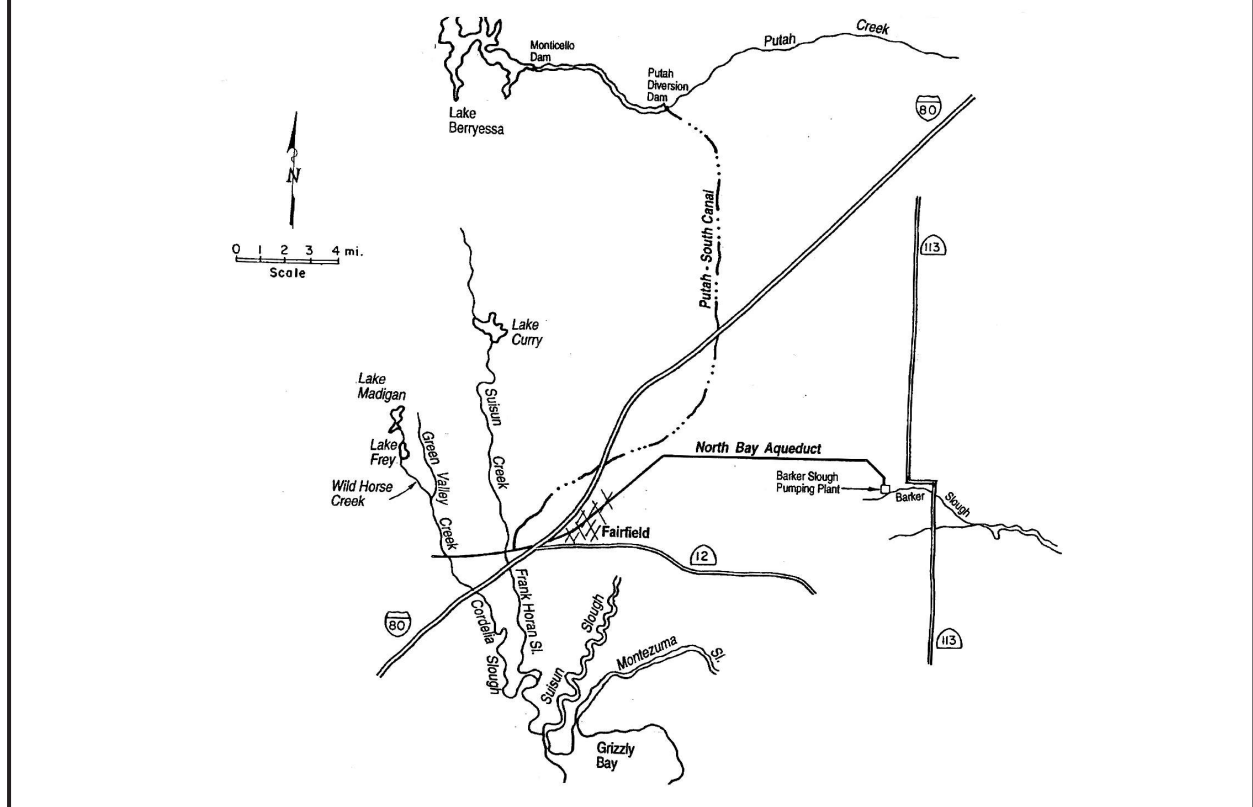 Monticello
Dam
Putah
Creek
Putah
Diversion
Dam
Lake
Berryessa
80
N
Putah - South Canal
113
0 1 2 3 4 mi.
Scale
Lake
Curry
Lake
Madigan
Suisun
Creek
Green
Valley
Creek
Lake
Frey
Wild Horse
Creek
North Bay Aqueduct
Barker Slough
Pumping Plant
Barker
Slough
Fairfield
12
Frank Horan Sl.
80
Cordelia
Slough
Suisun
Slough
Montezuma
Sl.
113
Grizzly
Bay